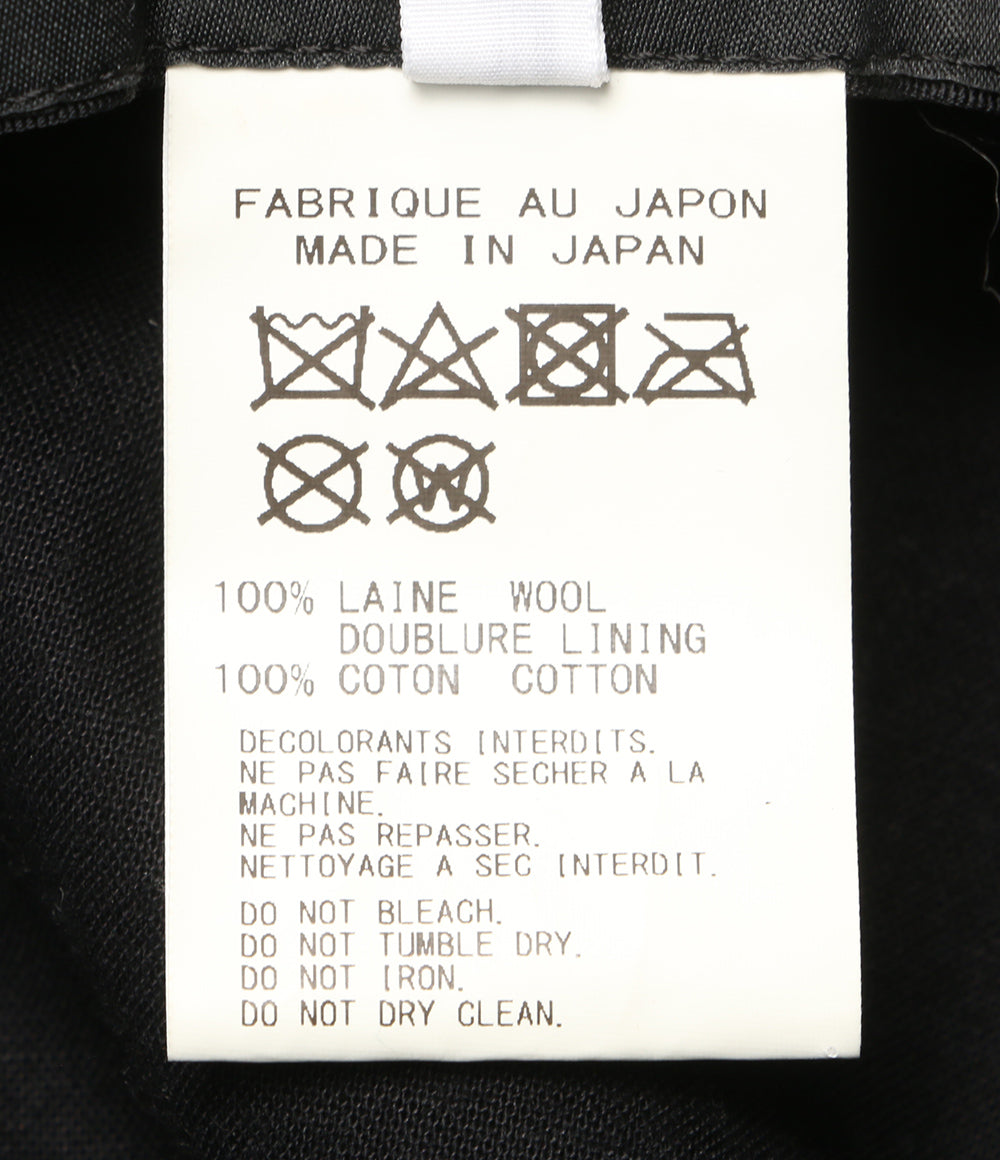 FABRIQUE AU JAPON
MADE IN JAPAN
W
100% LAINE WOOL
DOUBLURE LINING
100% COTON COTTON
DECOLORANTS INTERDITS.
NE PAS FAIRE SECHER A LA
MACHINE.
NE PAS REPASSER.
NETTOYAGE A SEC INTERDIT.
DO NOT BLEACH.
DO NOT TUMBLE DRY.
DO NOT IRON.
DO NOT DRY CLEAN.